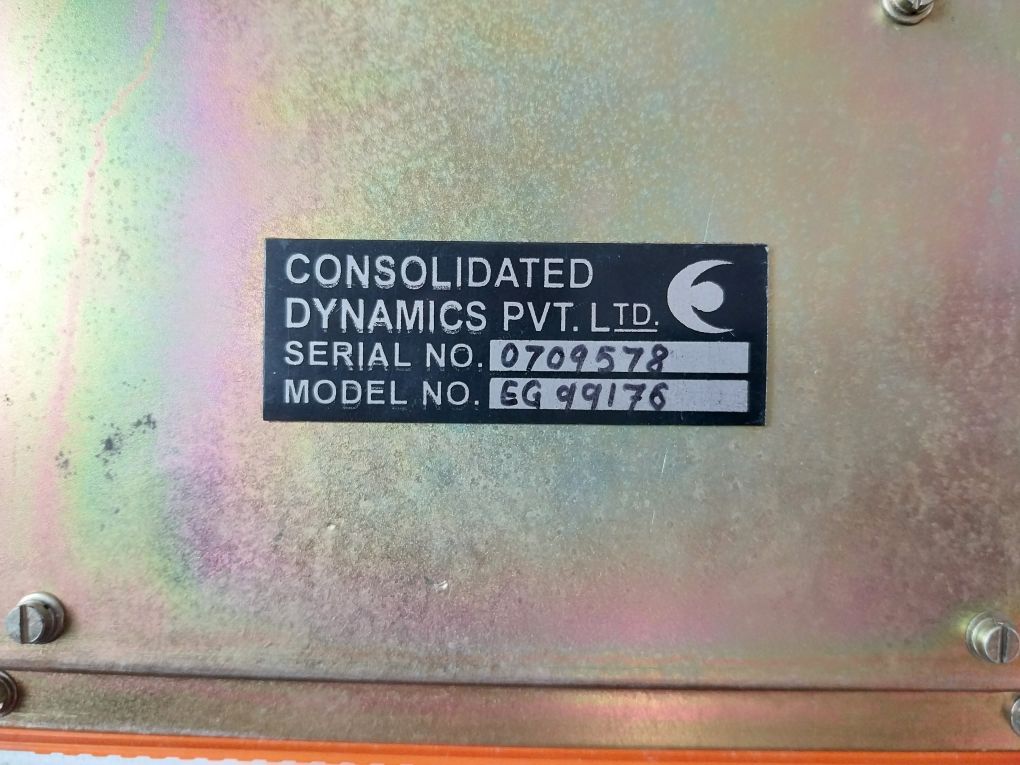 CONSOLIDATED
DYNAMICS PVT. LTD.
SERIAL NO. 0709578
MODEL NO. EG 99176